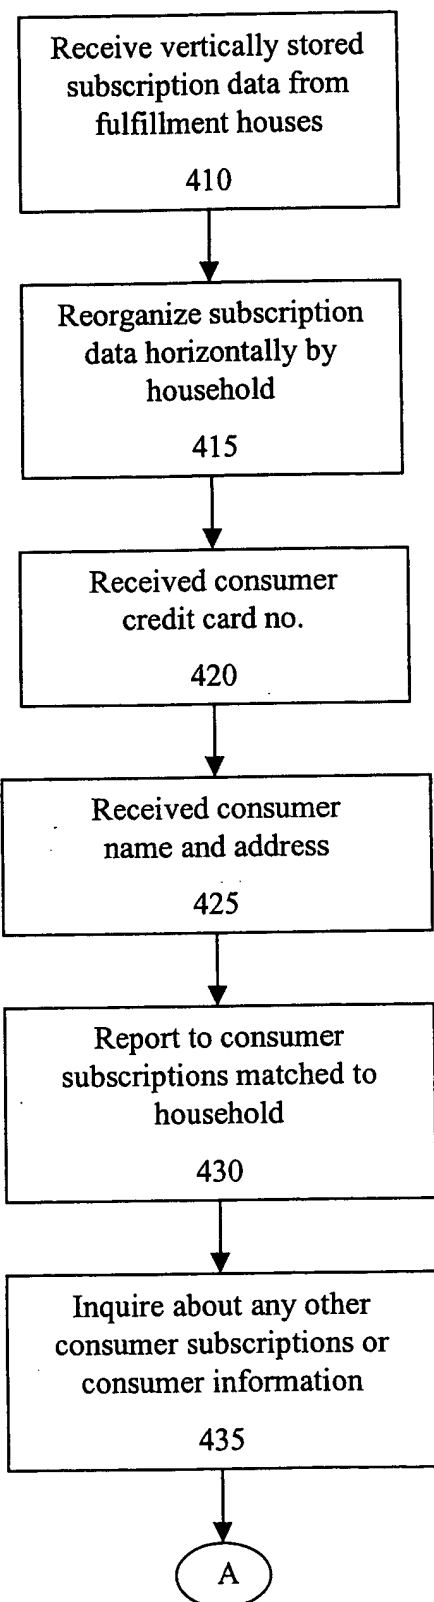 Receive vertically stored
subscription data from
fulfillment houses
410
Reorganize subscription
data horizontally by
household
415
Received consumer
credit card no.
420
Received consumer
name and address
425
Report to consumer
subscriptions matched to
household
430
Inquire about any other
consumer subscriptions or
consumer information
435
A